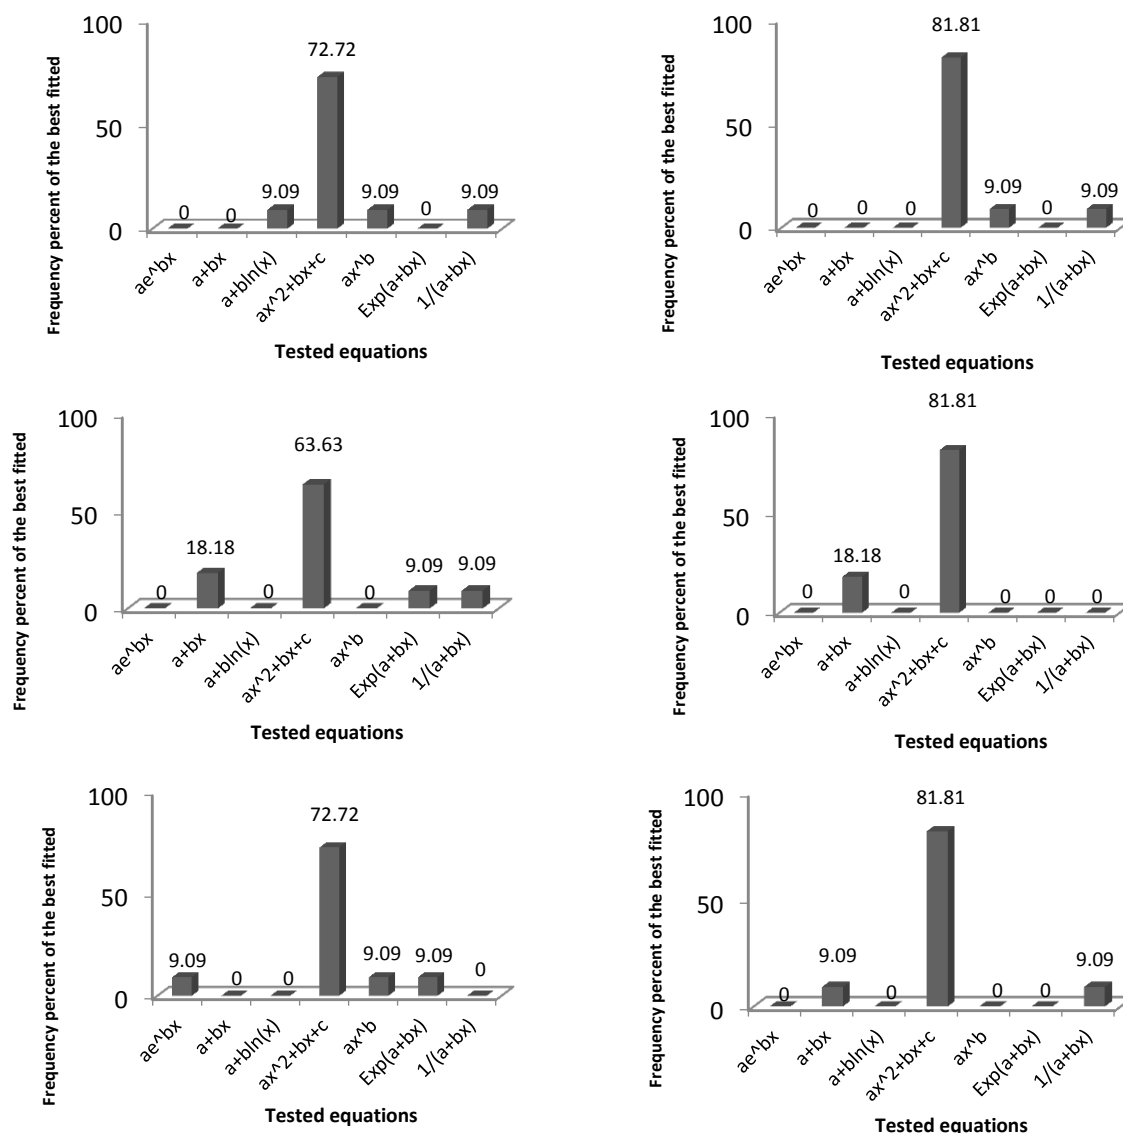 Frequency percent of the best fitted
100
50
0
0
0
9.09
72.72
9.09
0
9.09
ae^bx
a+bx
a+bln(x)
ax^2+bx+c
ax^b
Exp(a+bx)
1/(a+bx)
Tested equations
Frequency percent of the best fitted
100
50
0
0
0
0
81.81
9.09
0
9.09
ae^bx
a+bx
a+bln(x)
ax^2+bx+c
ax^b
Exp(a+bx)
1/(a+bx)
Tested equations
Frequency percent of the best fitted
100
50
0
0
18.18
0
63.63
0
9.09
9.09
ae^bx
a+bx
a+bln(x)
ax^2+bx+c
ax^b
Exp(a+bx)
1/(a+bx)
Tested equations
Frequency percent of the best fitted
100
50
0
0
18.18
0
81.81
0
0
0
ae^bx
a+bx
a+bln(x)
ax^2+bx+c
ax^b
Exp(a+bx)
1/(a+bx)
Tested equations
Frequency percent of the best fitted
100
50
0
9.09
0
0
72.72
9.09
9.09
0
ae^bx
a+bx
a+bln(x)
ax^2+bx+c
ax^b
Exp(a+bx)
1/(a+bx)
Tested equations
Frequency percent of the best fitted
100
50
0
0
9.09
0
81.81
0
0
9.09
ae^bx
a+bx
a+bln(x)
ax^2+bx+c
ax^b
Exp(a+bx)
1/(a+bx)
Tested equations